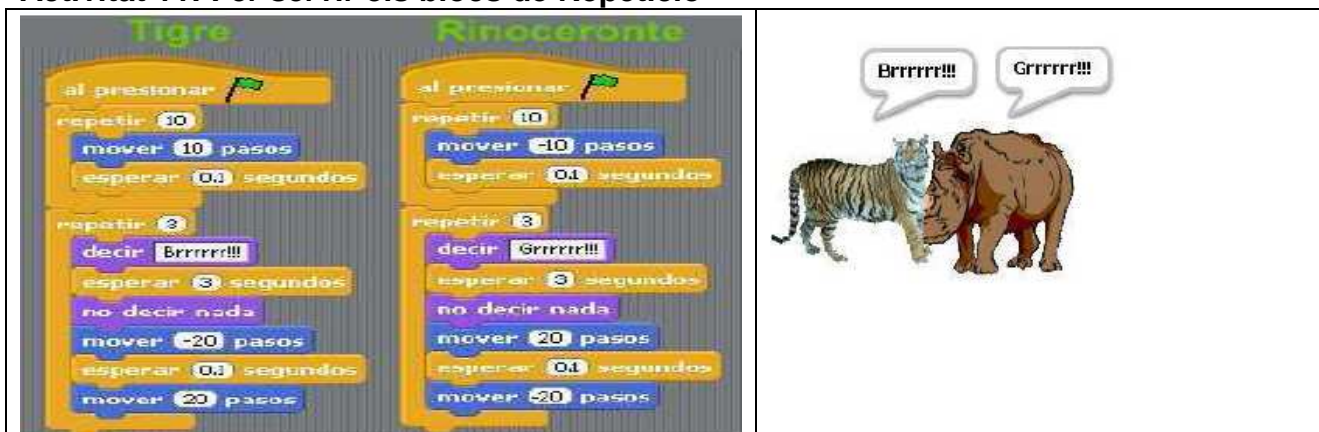 Tigre
al presionar
repetir 10
mover 10 pasos
esperar 0.1 segundos
repetir 3
decir Brrrrrr!!!
esperar 3 segundos
no decir nada
mover -20 pasos
esperar 0.1 segundos
mover 20 pasos
Rinoceronte
al presionar
repetir 10
mover -10 pasos
esperar 0.1 segundos
repetir 3
decir Grrrrrr!!!
esperar 3 segundos
no decir nada
mover 20 pasos
esperar 0.1 segundos
mover -20 pasos
Brrrrrr!!!
Grrrrrr!!!